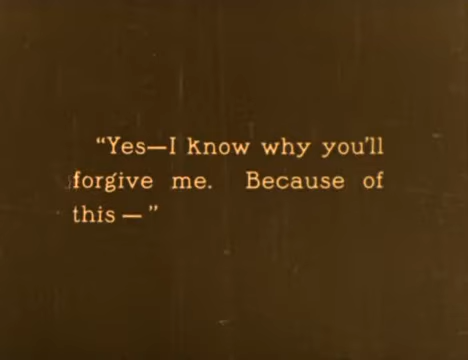 “Yes—I know why you'll
forgive me. Because of
this — ”